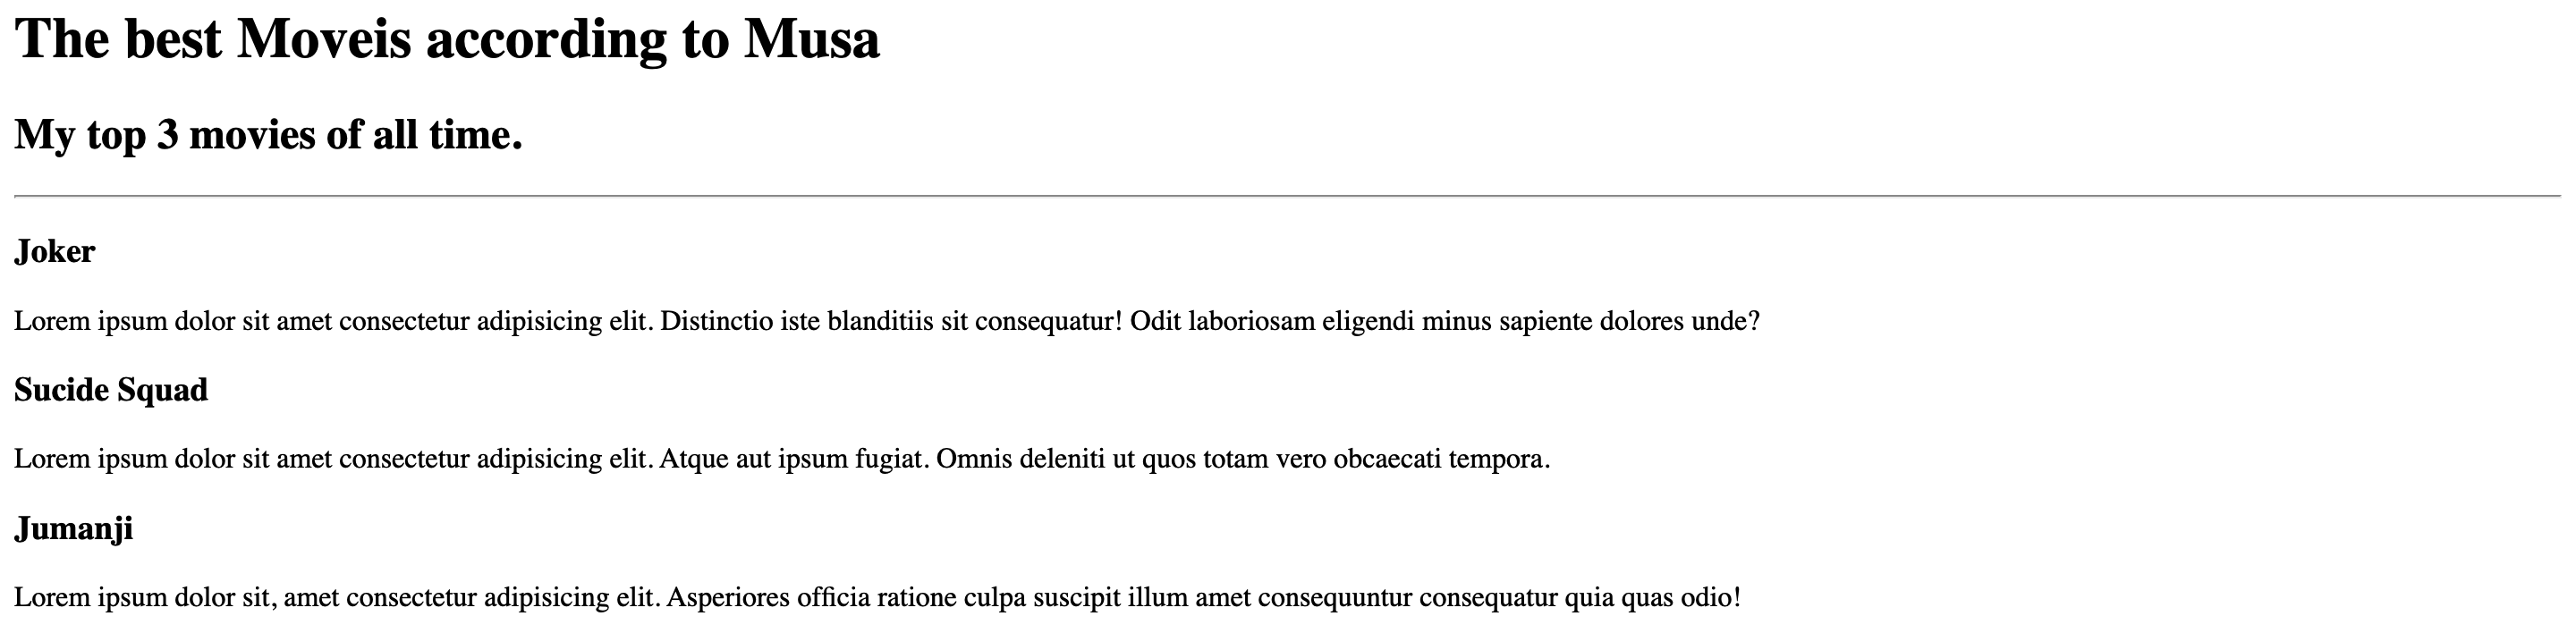 The best Moveis according to Musa
My top 3 movies of all time.
Joker
Lorem ipsum dolor sit amet consectetur adipisicing elit. Distinctio iste blanditiis sit consequatur! Odit laboriosam eligendi minus sapiente dolores unde?
Sucide Squad
Lorem ipsum dolor sit amet consectetur adipisicing elit. Atque aut ipsum fugiat. Omnis deleniti ut quos totam vero obcaecati tempora.
Jumanji
Lorem ipsum dolor sit, amet consectetur adipisicing elit. Asperiores officia ratione culpa suscipit illum amet consequuntur consequatur quia quas odio!